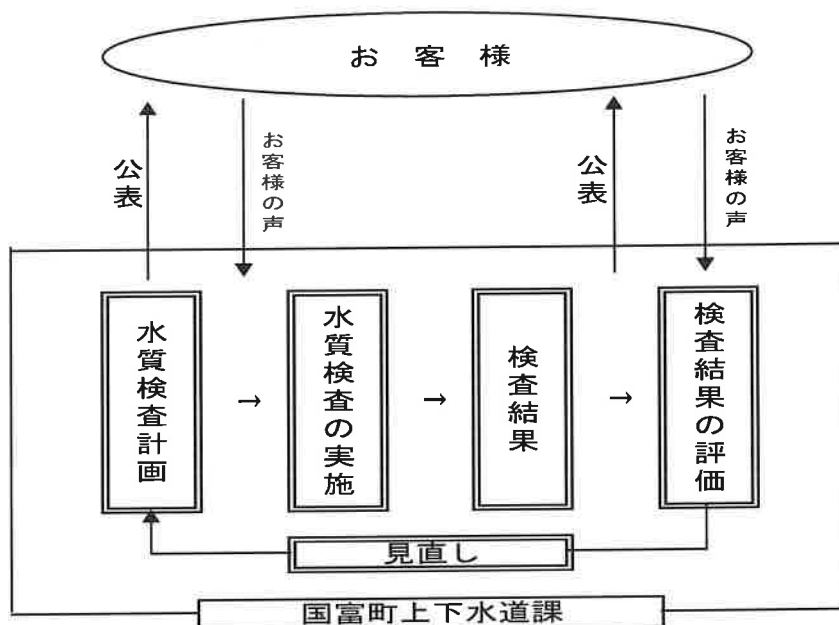 お客様
公表
お客様の声
公表
お客様の声
水質検査計画
→
水質検査の実施
→
検査結果
→
検査結果の評価
見直し
国富町上下水道課